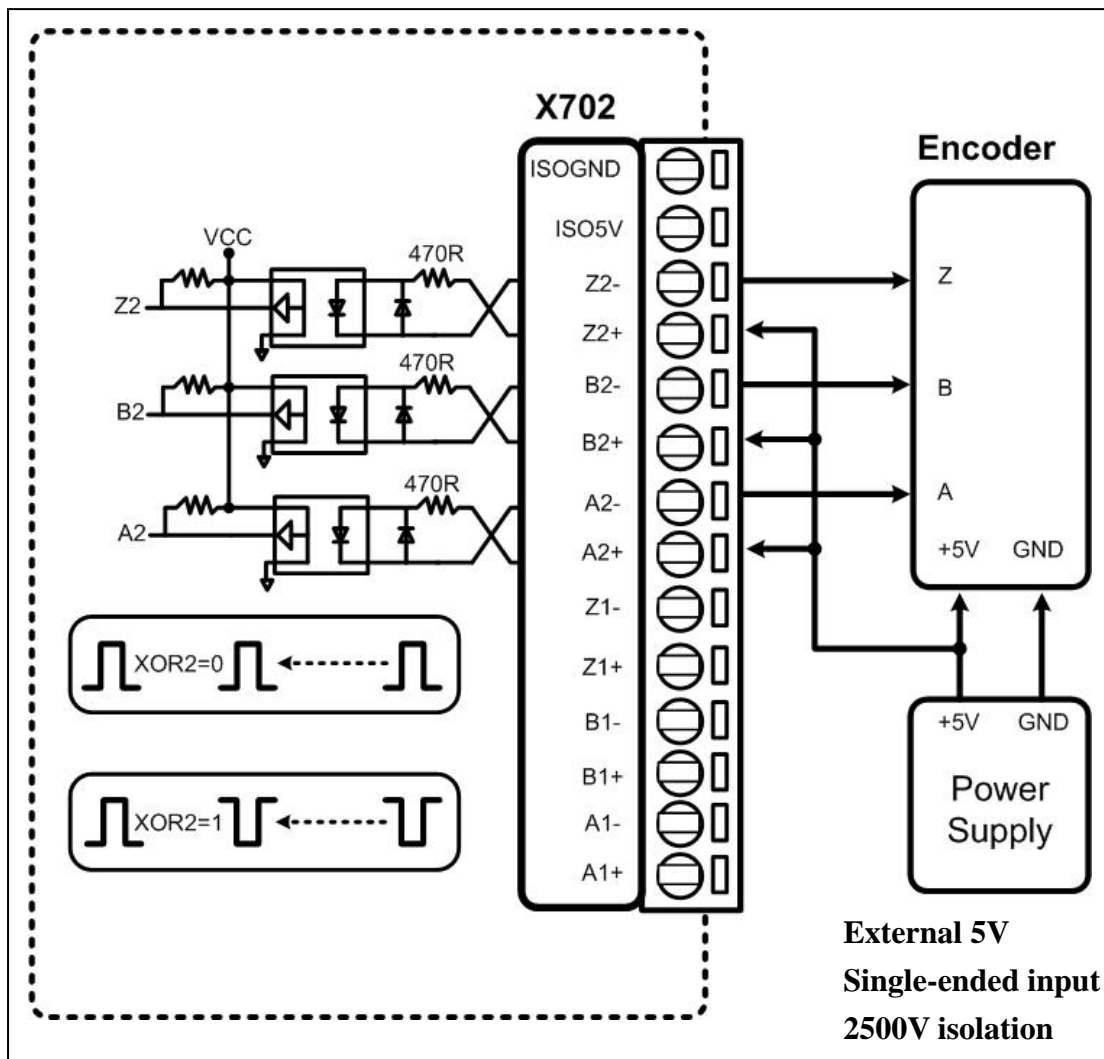 X702
ISOGND
ISO5V
Z2-
Z2+
B2-
B2+
A2-
A2+
Z1-
Z1+
B1-
B1+
A1-
A1+
VCC
470R
Z2
470R
B2
470R
A2
XOR2=0
XOR2=1
Encoder
Z
B
A
+5V GND
+5V GND
Power
Supply
External 5V
Single-ended input
2500V isolation